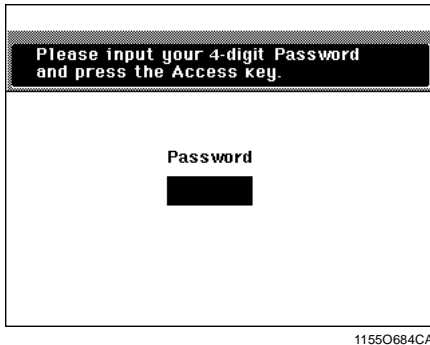 Please input your 4-digit Password
and press the Access key.
Password
1155O684CA